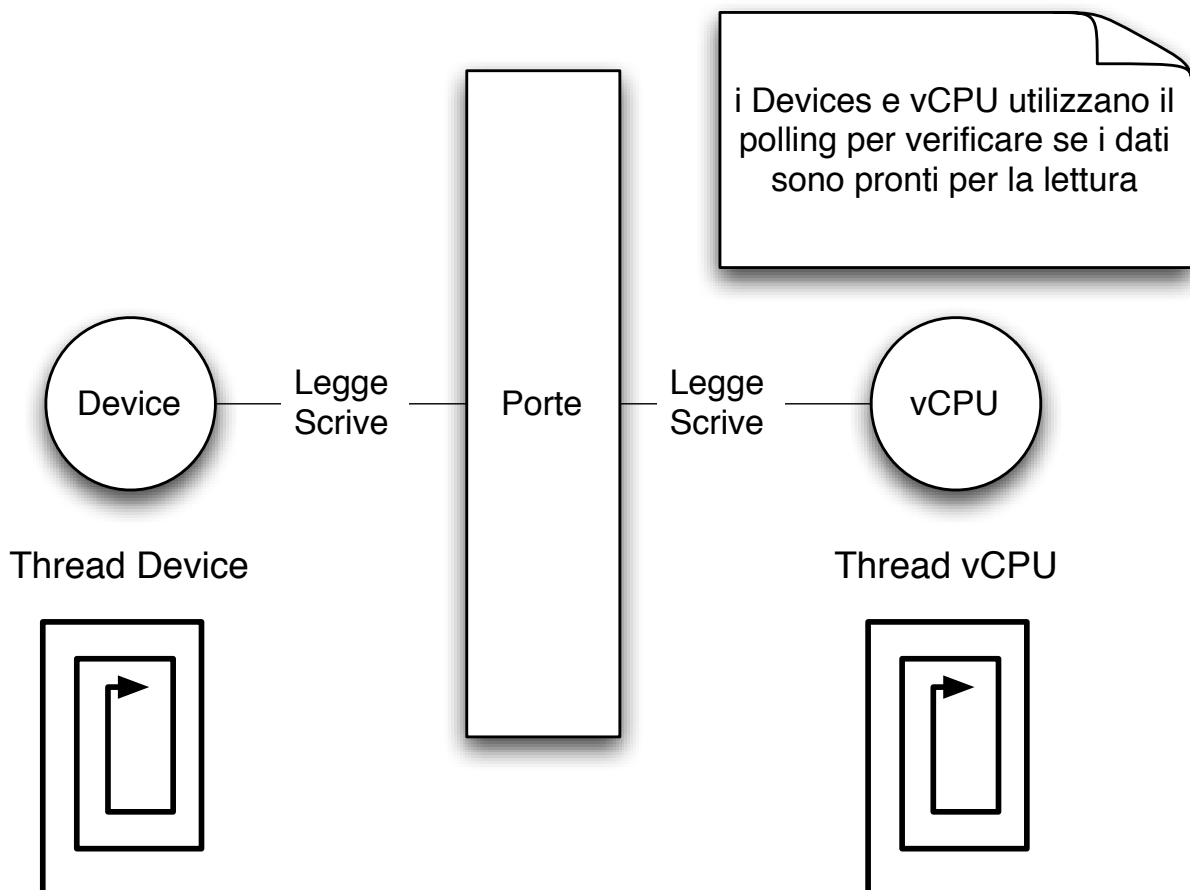 i Devices e vCPU utilizzano il
polling per verificare se i dati
sono pronti per la lettura
Device
Legge
Scrive
Porte
Legge
Scrive
vCPU
Thread Device
Thread vCPU